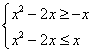 x² − 2x ≥ −x
x² − 2x ≤ x